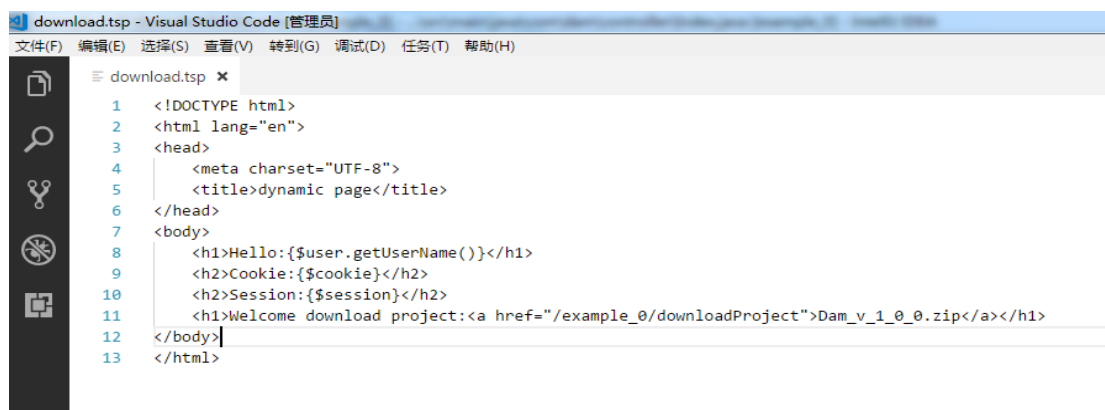 download.tsp - Visual Studio Code [管理员]
文件(F) 编辑(E) 选择(S) 查看(V) 转到(G) 调试(D) 任务(T) 帮助(H)
download.tsp
1 <!DOCTYPE html>
2 <html lang="en">
3 <head>
4     <meta charset="UTF-8">
5     <title>dynamic page</title>
6 </head>
7 <body>
8     <h1>Hello:{$user.getUserName()}</h1>
9     <h2>Cookie:{$cookie}</h2>
10     <h2>Session:{$session}</h2>
11     <h1>Welcome download project:<a href="/example_0/downloadProject">Dam_v_1_0_0.zip</a></h1>
12 </body>
13 </html>